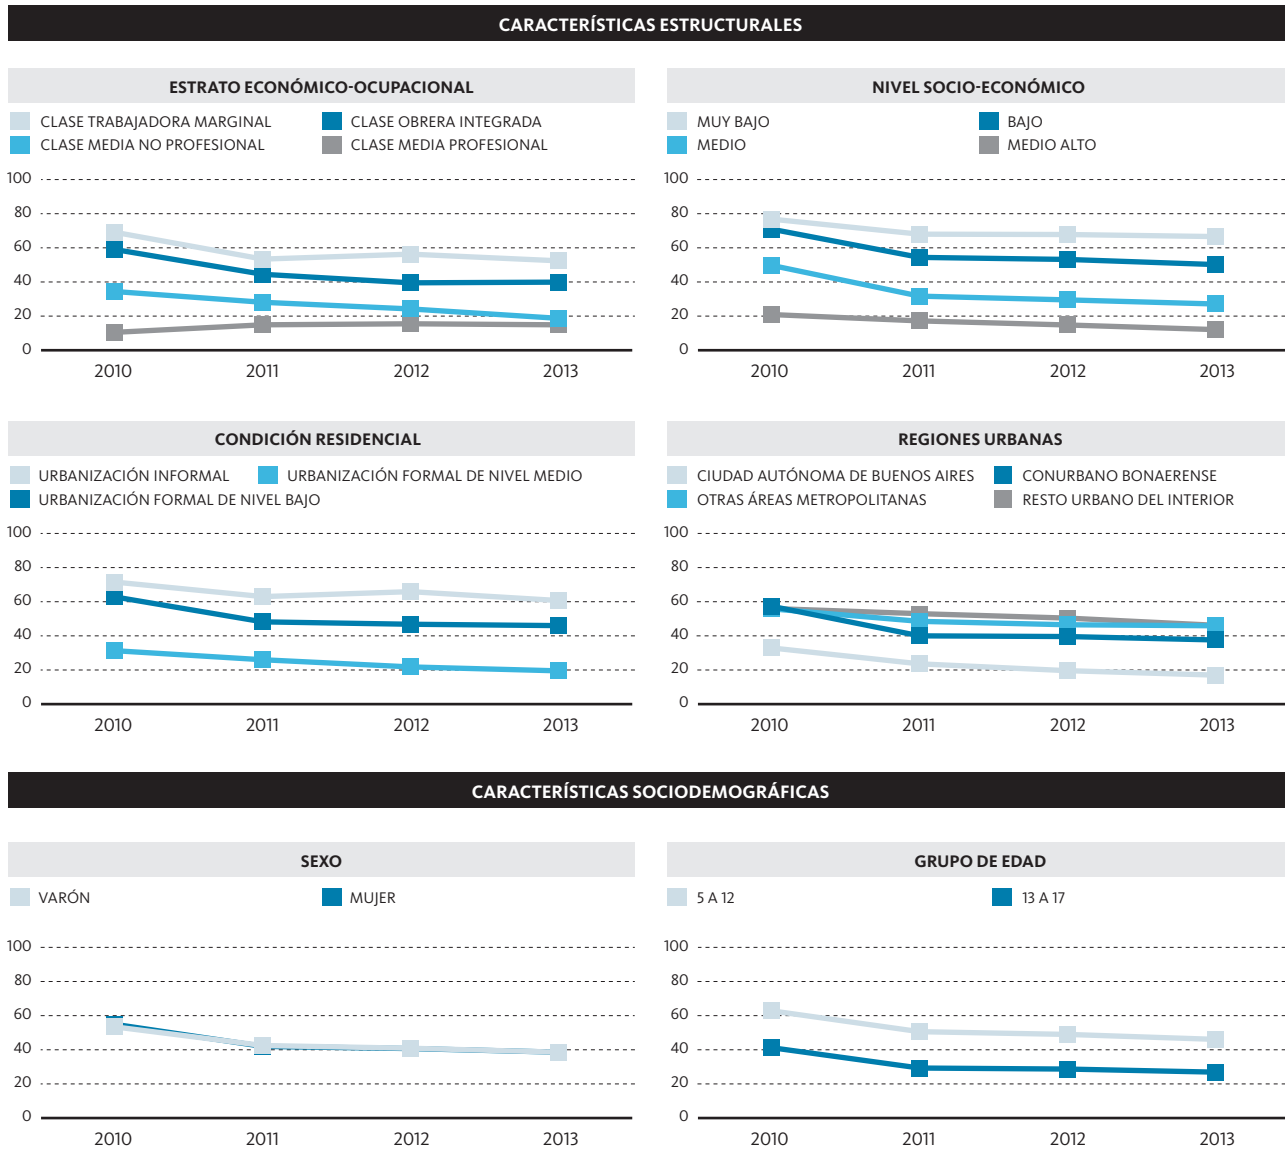 CARACTERÍSTICAS ESTRUCTURALES
ESTRATO ECONÓMICO-OCUPACIONAL
CLASE TRABAJADORA MARGINAL CLASE OBRERA INTEGRADA
CLASE MEDIA NO PROFESIONAL CLASE MEDIA PROFESIONAL
100
80
60
40
20
0
2010 2011 2012 2013
NIVEL SOCIO-ECONÓMICO
MUY BAJO BAJO
MEDIO MEDIO ALTO
100
80
60
40
20
0
2010 2011 2012 2013
CONDICIÓN RESIDENCIAL
URBANIZACIÓN INFORMAL URBANIZACIÓN FORMAL DE NIVEL MEDIO
URBANIZACIÓN FORMAL DE NIVEL BAJO
100
80
60
40
20
0
2010 2011 2012 2013
REGIONES URBANAS
CIUDAD AUTÓNOMA DE BUENOS AIRES CONURBANO BONAERENSE
OTRAS ÁREAS METROPOLITANAS RESTO URBANO DEL INTERIOR
100
80
60
40
20
0
2010 2011 2012 2013
CARACTERÍSTICAS SOCIODEMOGRÁFICAS
SEXO
VARÓN MUJER
100
80
60
40
20
0
2010 2011 2012 2013
GRUPO DE EDAD
5 A 12 13 A 17
100
80
60
40
20
0
2010 2011 2012 2013